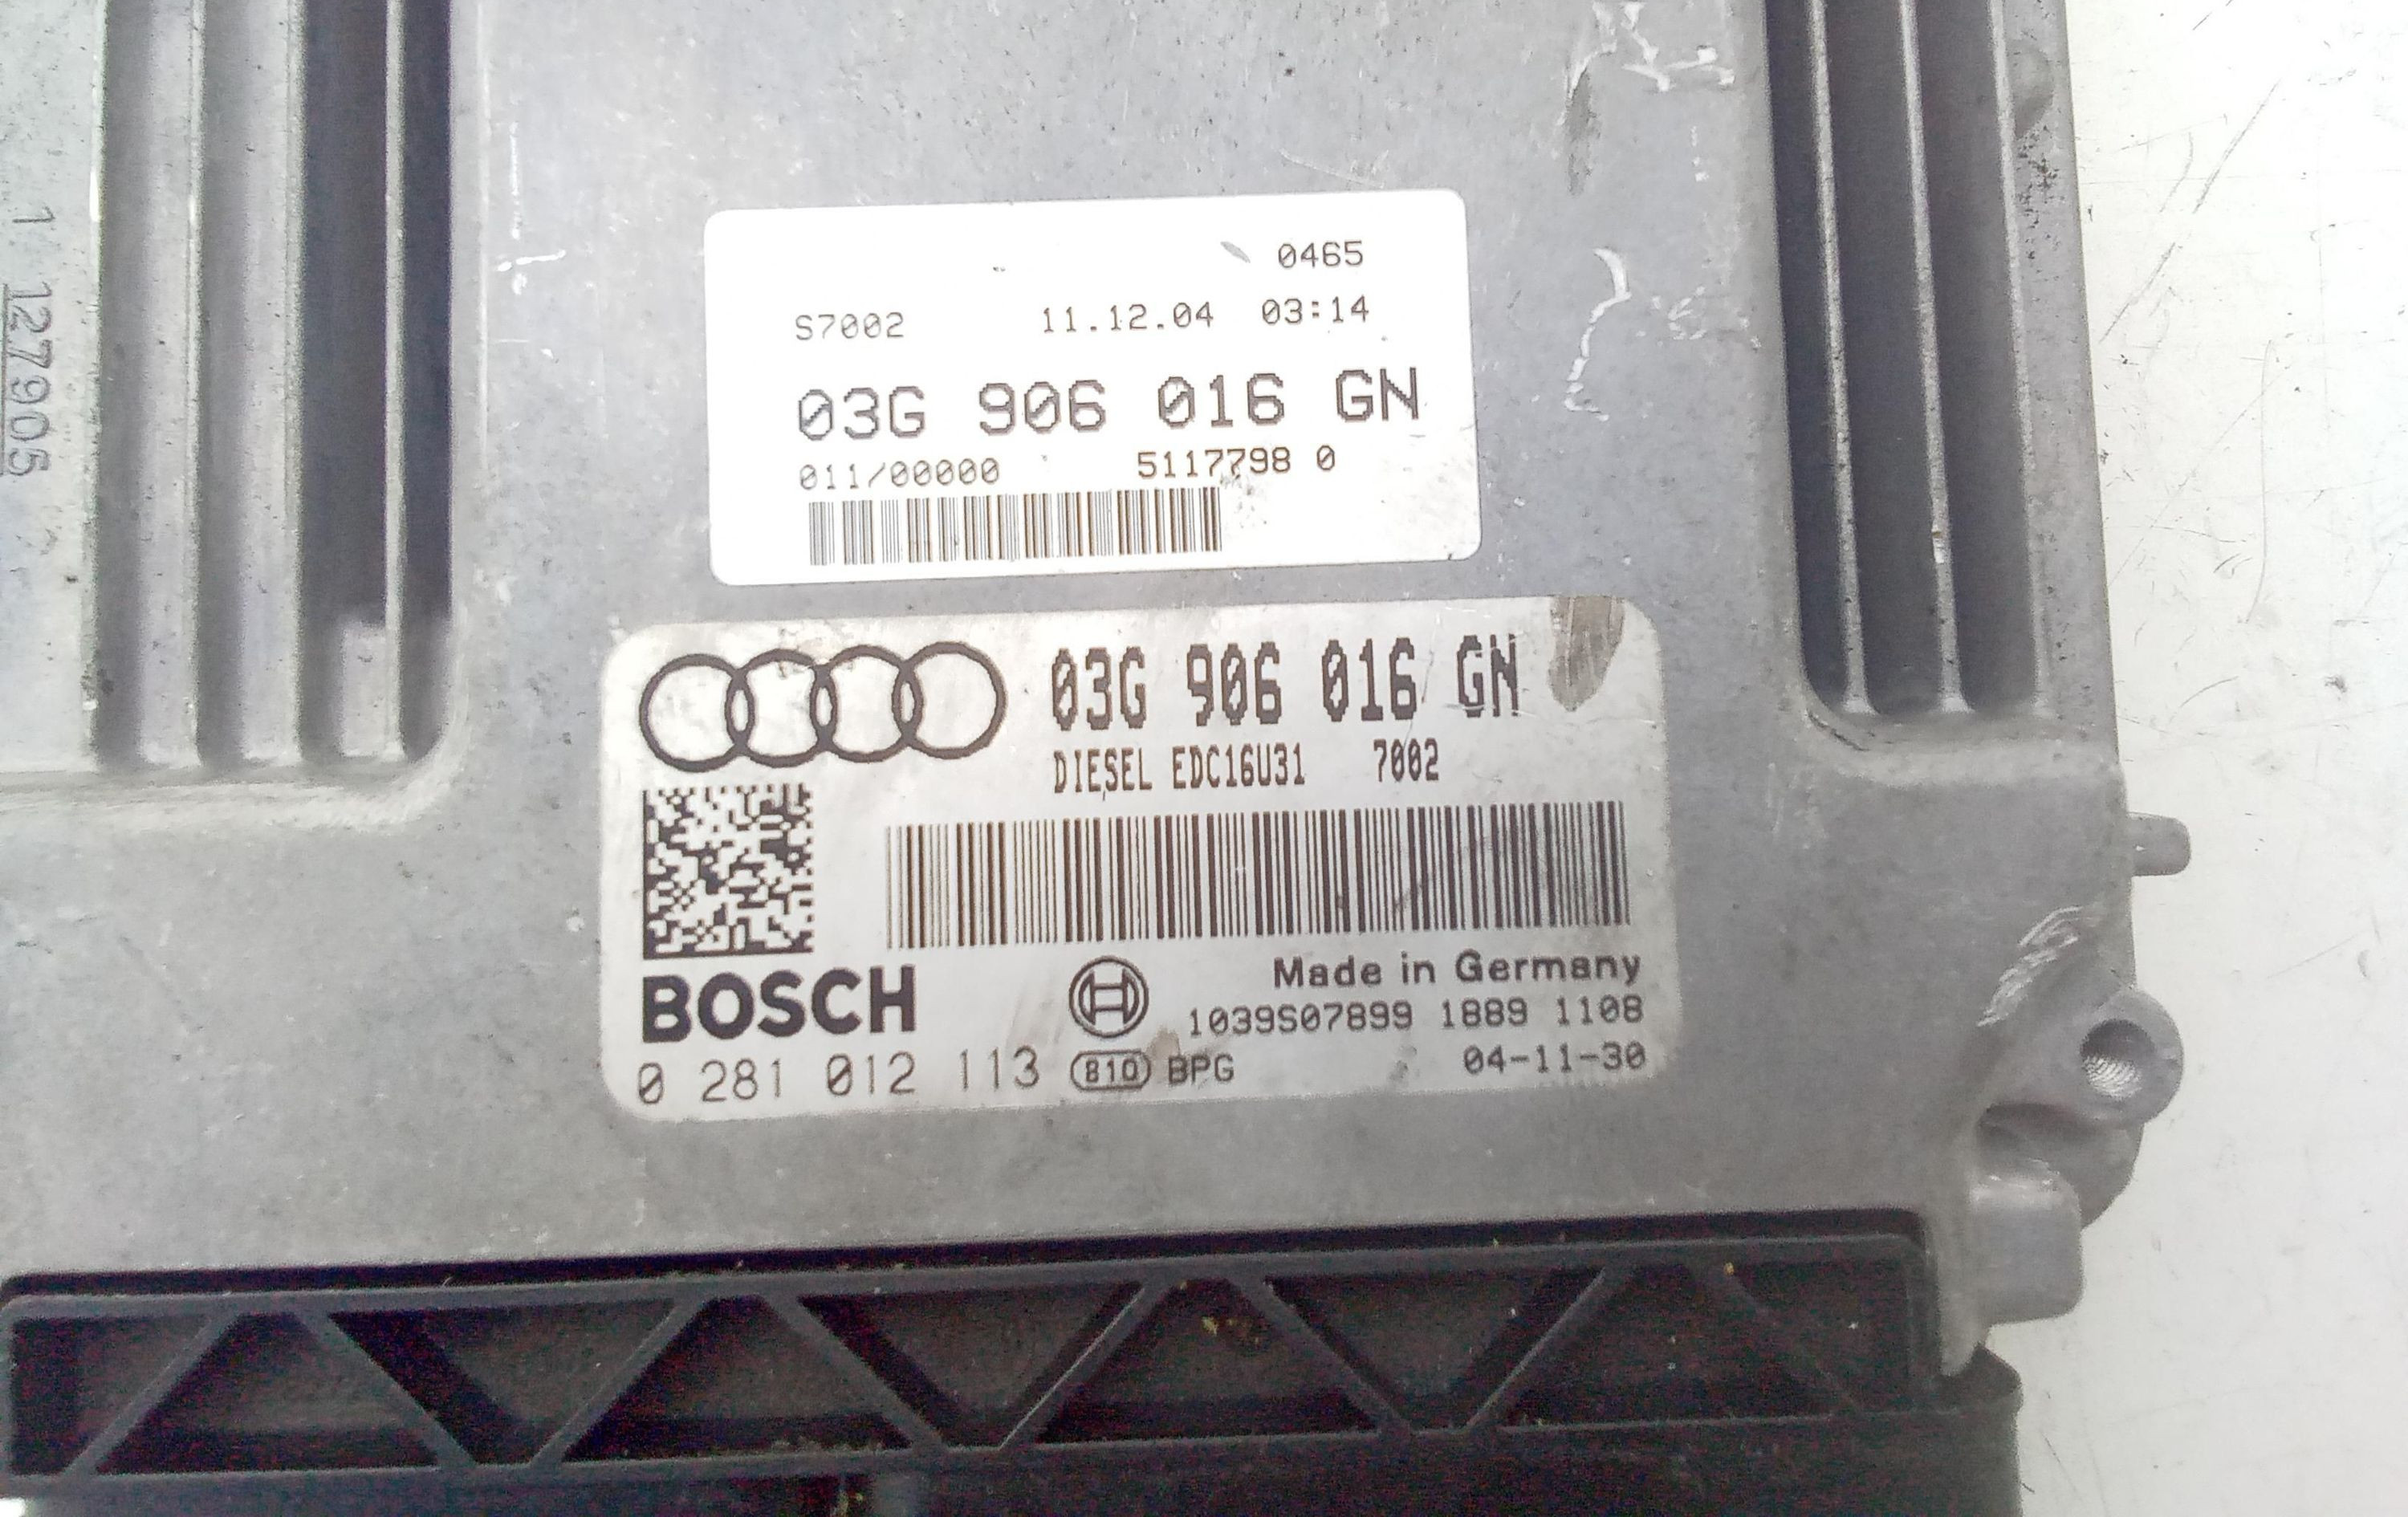 1 127905
0465
S7002 11.12.04 03:14
03G 906 016 GN
011/00000 5117798 0
03G 906 016 GN
DIESEL EDC16U31 7002
BOSCH
Made in Germany
1039S07899 1889 1108
0 281 012 113 810 BPG 04-11-30